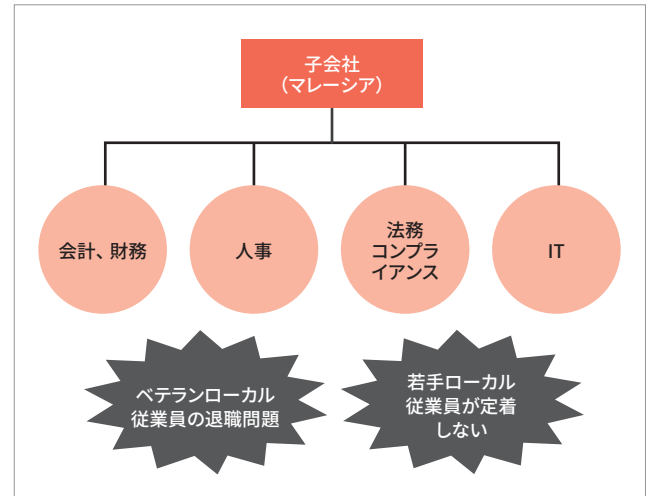 子会社
（マレーシア）
会計、財務
人事
法務
コンプラ
イアンス
IT
ベテランローカル
従業員の退職問題
若手ローカル
従業員が定着
しない